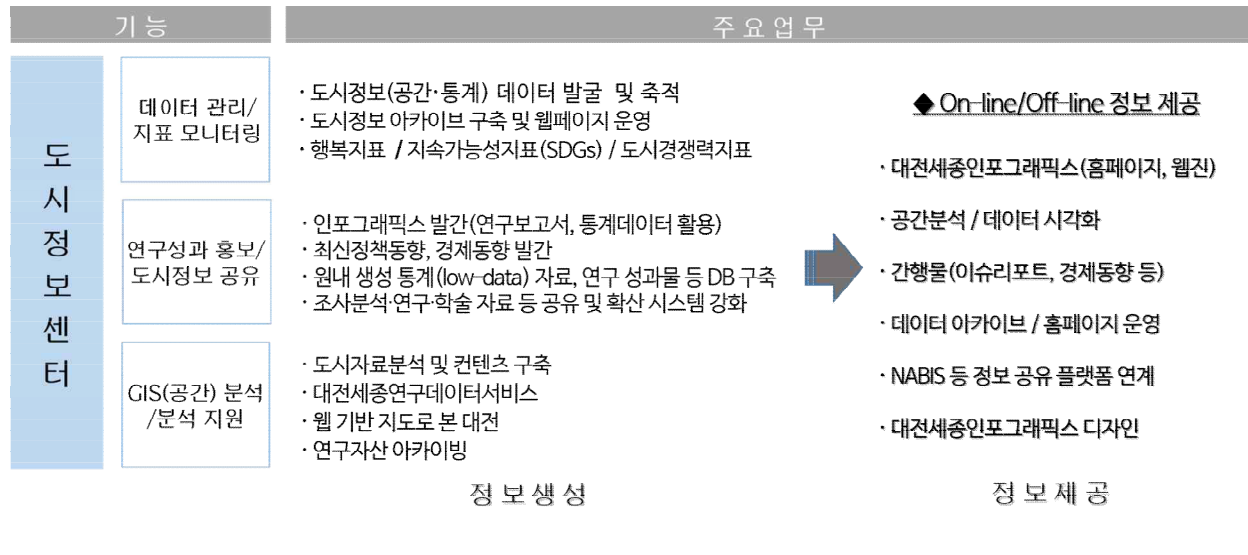 기 능
주 요 업 무
도시정보센터
데이터 관리/
지표 모니터링
· 도시정보(공간·통계) 데이터 발굴 및 축적
· 도시정보 아카이브 구축 및 웹페이지 운영
· 행복지표 / 지속가능성지표(SDGs) / 도시경쟁력지표
연구성과 홍보/
도시정보 공유
· 인포그래픽스 발간(연구보고서, 통계데이터 활용)
· 최신정책동향, 경제동향 발간
· 원내 생성 통계(low-data) 자료, 연구 성과물 등 DB 구축
· 조사분석·연구·학술 자료 등 공유 및 확산 시스템 강화
GIS(공간) 분석
/분석 지원
· 도시자료분석 및 컨텐츠 구축
· 대전세종연구데이터서비스
· 웹 기반 지도로 본 대전
· 연구자산 아카이빙
정 보 생 성
◆ On-line/Off-line 정보 제공
· 대전세종인포그래픽스(홈페이지, 웹진)
· 공간분석 / 데이터 시각화
· 간행물(이슈리포트, 경제동향 등)
· 데이터 아카이브 / 홈페이지 운영
· NABIS 등 정보 공유 플랫폼 연계
· 대전세종인포그래픽스 디자인
정 보 제 공